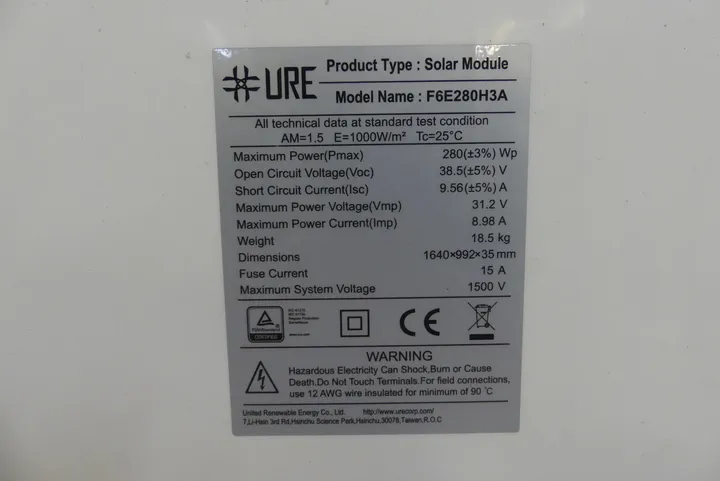 URE
Product Type : Solar Module
Model Name : F6E280H3A
All technical data at standard test condition
AM=1.5 E=1000W/m² Tc=25°C
Maximum Power(Pmax) 280(±3%) Wp
Open Circuit Voltage(Voc) 38.5(±5%) V
Short Circuit Current(Isc) 9.56(±5%) A
Maximum Power Voltage(Vmp) 31.2 V
Maximum Power Current(Imp) 8.98 A
Weight 18.5 kg
Dimensions 1640×992×35 mm
Fuse Current 15 A
Maximum System Voltage 1500 V
CE
WARNING
Hazardous Electricity Can Shock,Burn or Cause
Death.Do Not Touch Terminals.For field connections,
use 12 AWG wire insulated for minimum of 90 ℃
United Renewable Energy Co., Ltd. http://www.urecorp.com/
7,Li-Hsin 3rd Rd,Hsinchu Science Park,Hsinchu,30078,Taiwan,R.O.C